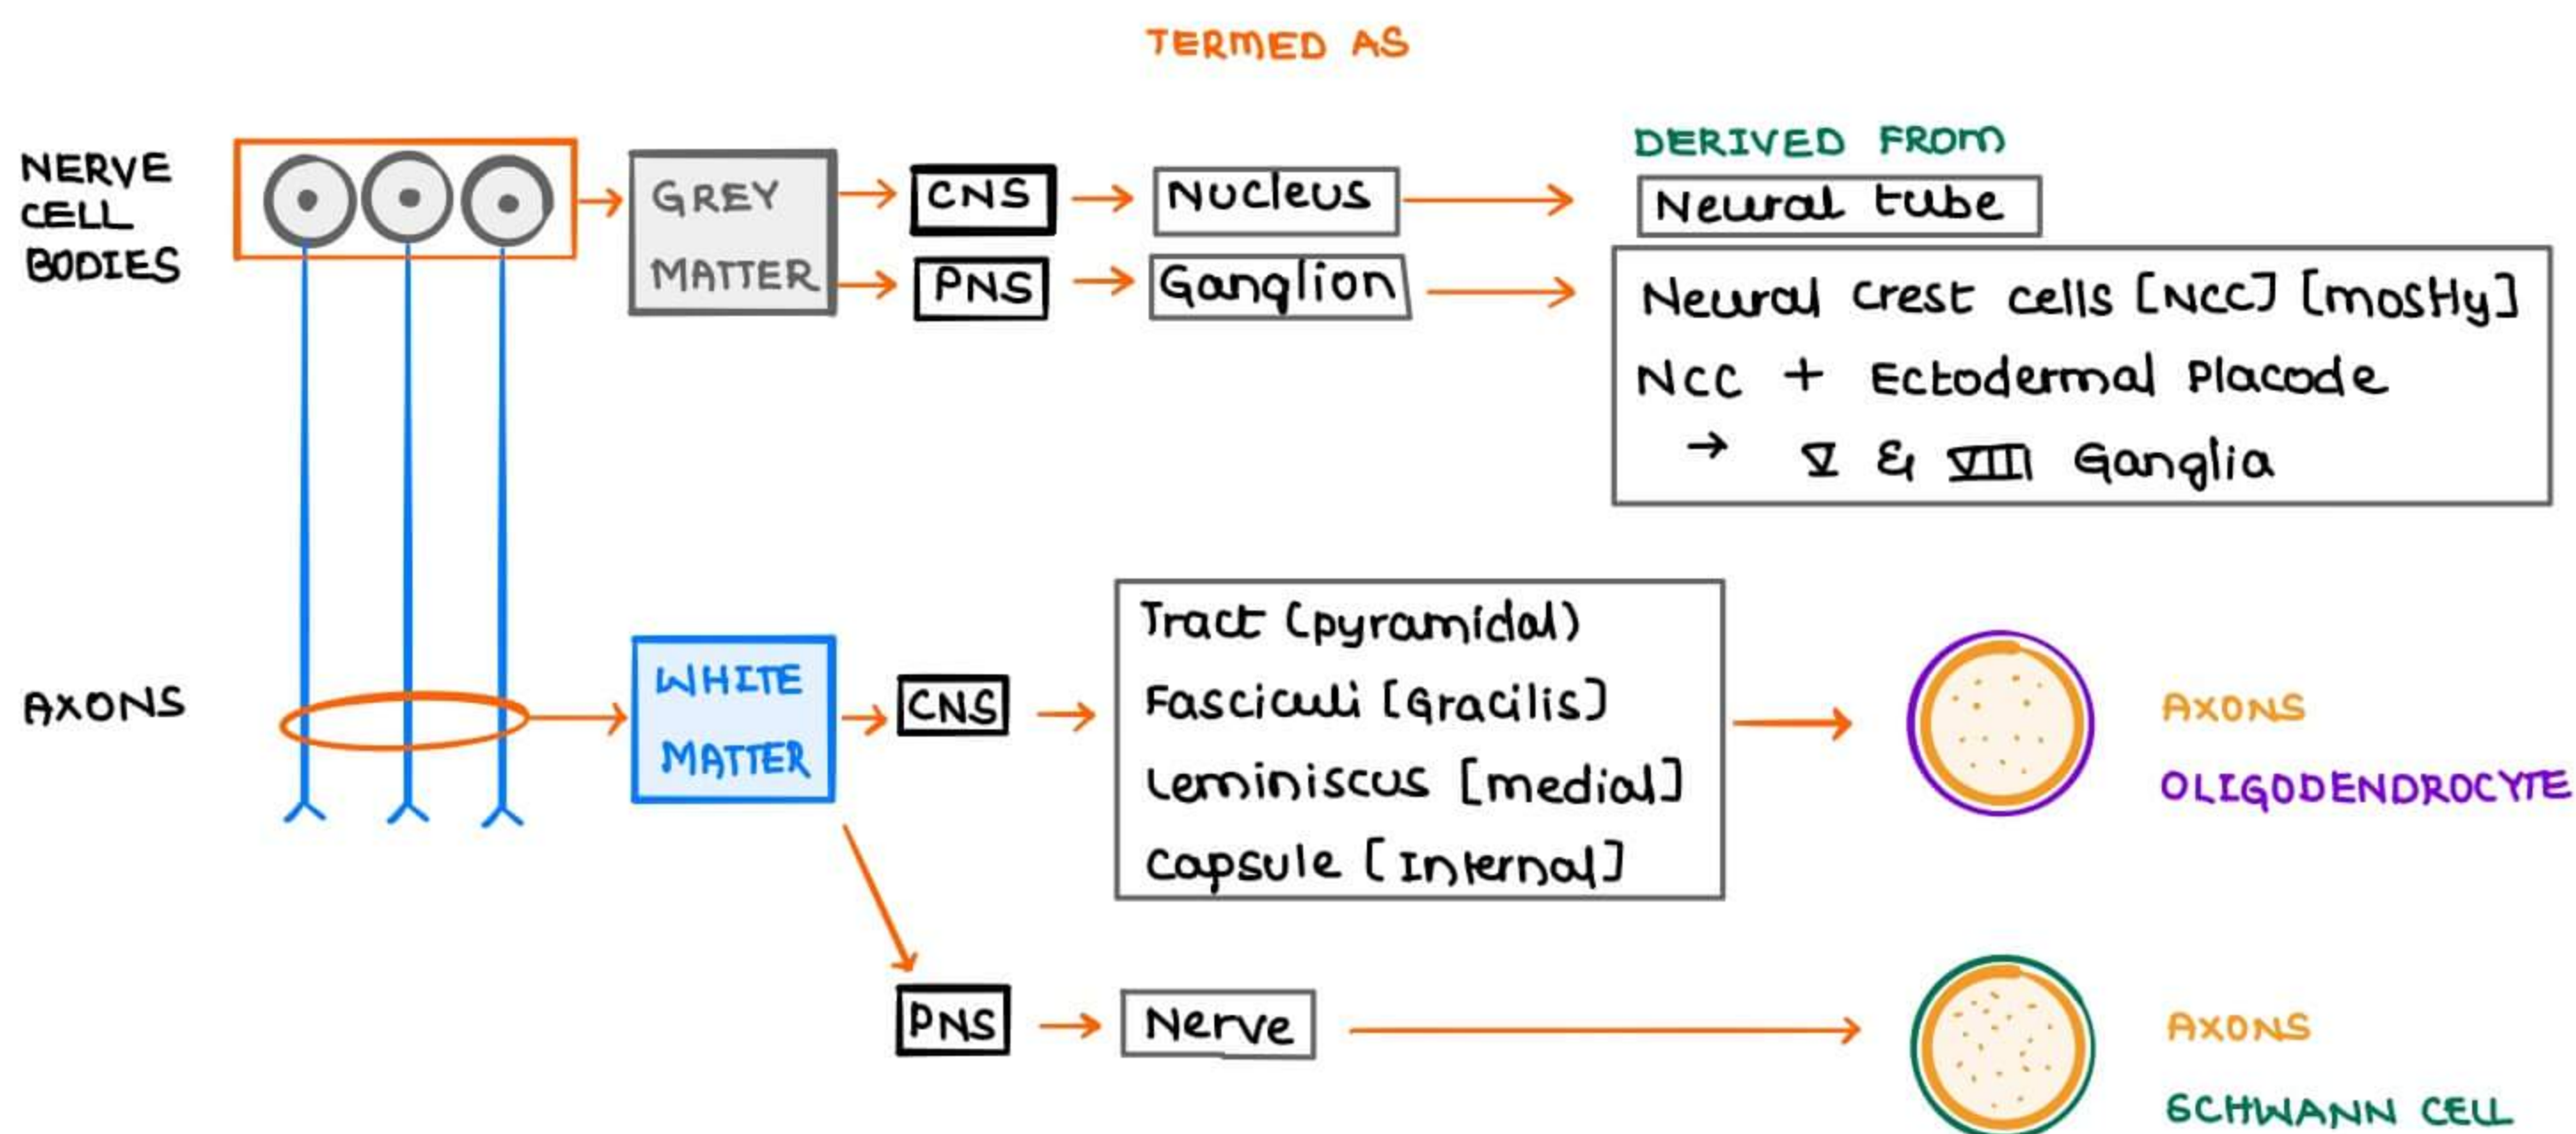 TERMED AS
DERIVED FROM
NERVE
CELL
BODIES
GREY
MATTER
CNS
Nucleus
Neural tube
PNS
Ganglion
Neural crest cells [NCC] [mostly]
NCC + Ectodermal Placode
→ V & VIII Ganglia
AXONS
WHITE
MATTER
CNS
Tract (pyramidal)
Fasciculi [Gracilis]
Leminiscus [medial]
Capsule [Internal]
AXONS
OLIGODENDROCYTE
PNS
Nerve
AXONS
SCHWANN CELL